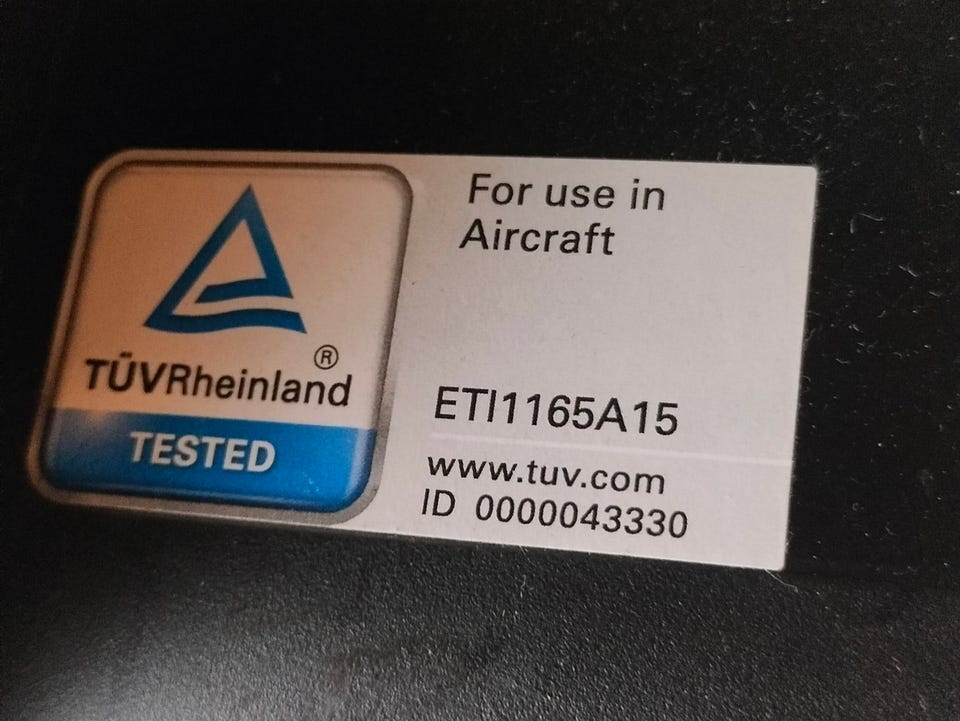 For use in
Aircraft
®
TÜVRheinland
TESTED
ETI1165A15
www.tuv.com
ID 0000043330